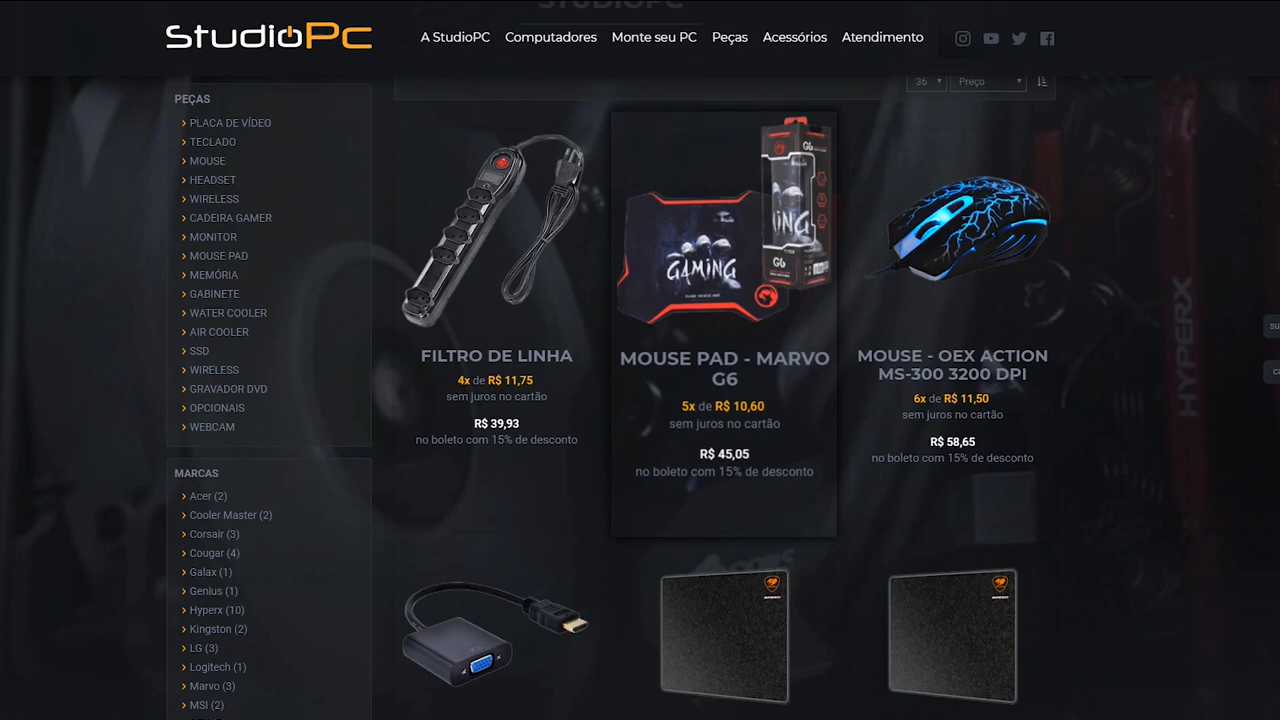 STUDIOPC
StudioPc
A StudioPC
Computadores
Monte seu PC
Peças
Acessórios
Atendimento
36
Preço
PEÇAS
PLACA DE VÍDEO
TECLADO
MOUSE
HEADSET
WIRELESS
CADEIRA GAMER
MONITOR
MOUSE PAD
MEMÓRIA
GABINETE
WATER COOLER
AIR COOLER
SSD
WIRELESS
GRAVADOR DVD
OPCIONAIS
WEBCAM
MARCAS
Acer (2)
Cooler Master (2)
Corsair (3)
Cougar (4)
Galax (1)
Genius (1)
Hyperx (10)
Kingston (2)
LG (3)
Logitech (1)
Marvo (3)
MSI (2)
FILTRO DE LINHA
4x de R$ 11,75
sem juros no cartão
R$ 39,93
no boleto com 15% de desconto
G6
GAMING
G6
MOUSE PAD - MARVO
G6
5x de R$ 10,60
sem juros no cartão
R$ 45,05
no boleto com 15% de desconto
MOUSE - OEX ACTION
MS-300 3200 DPI
6x de R$ 11,50
sem juros no cartão
R$ 58,65
no boleto com 15% de desconto
SPEED
SPEED
HYPERX